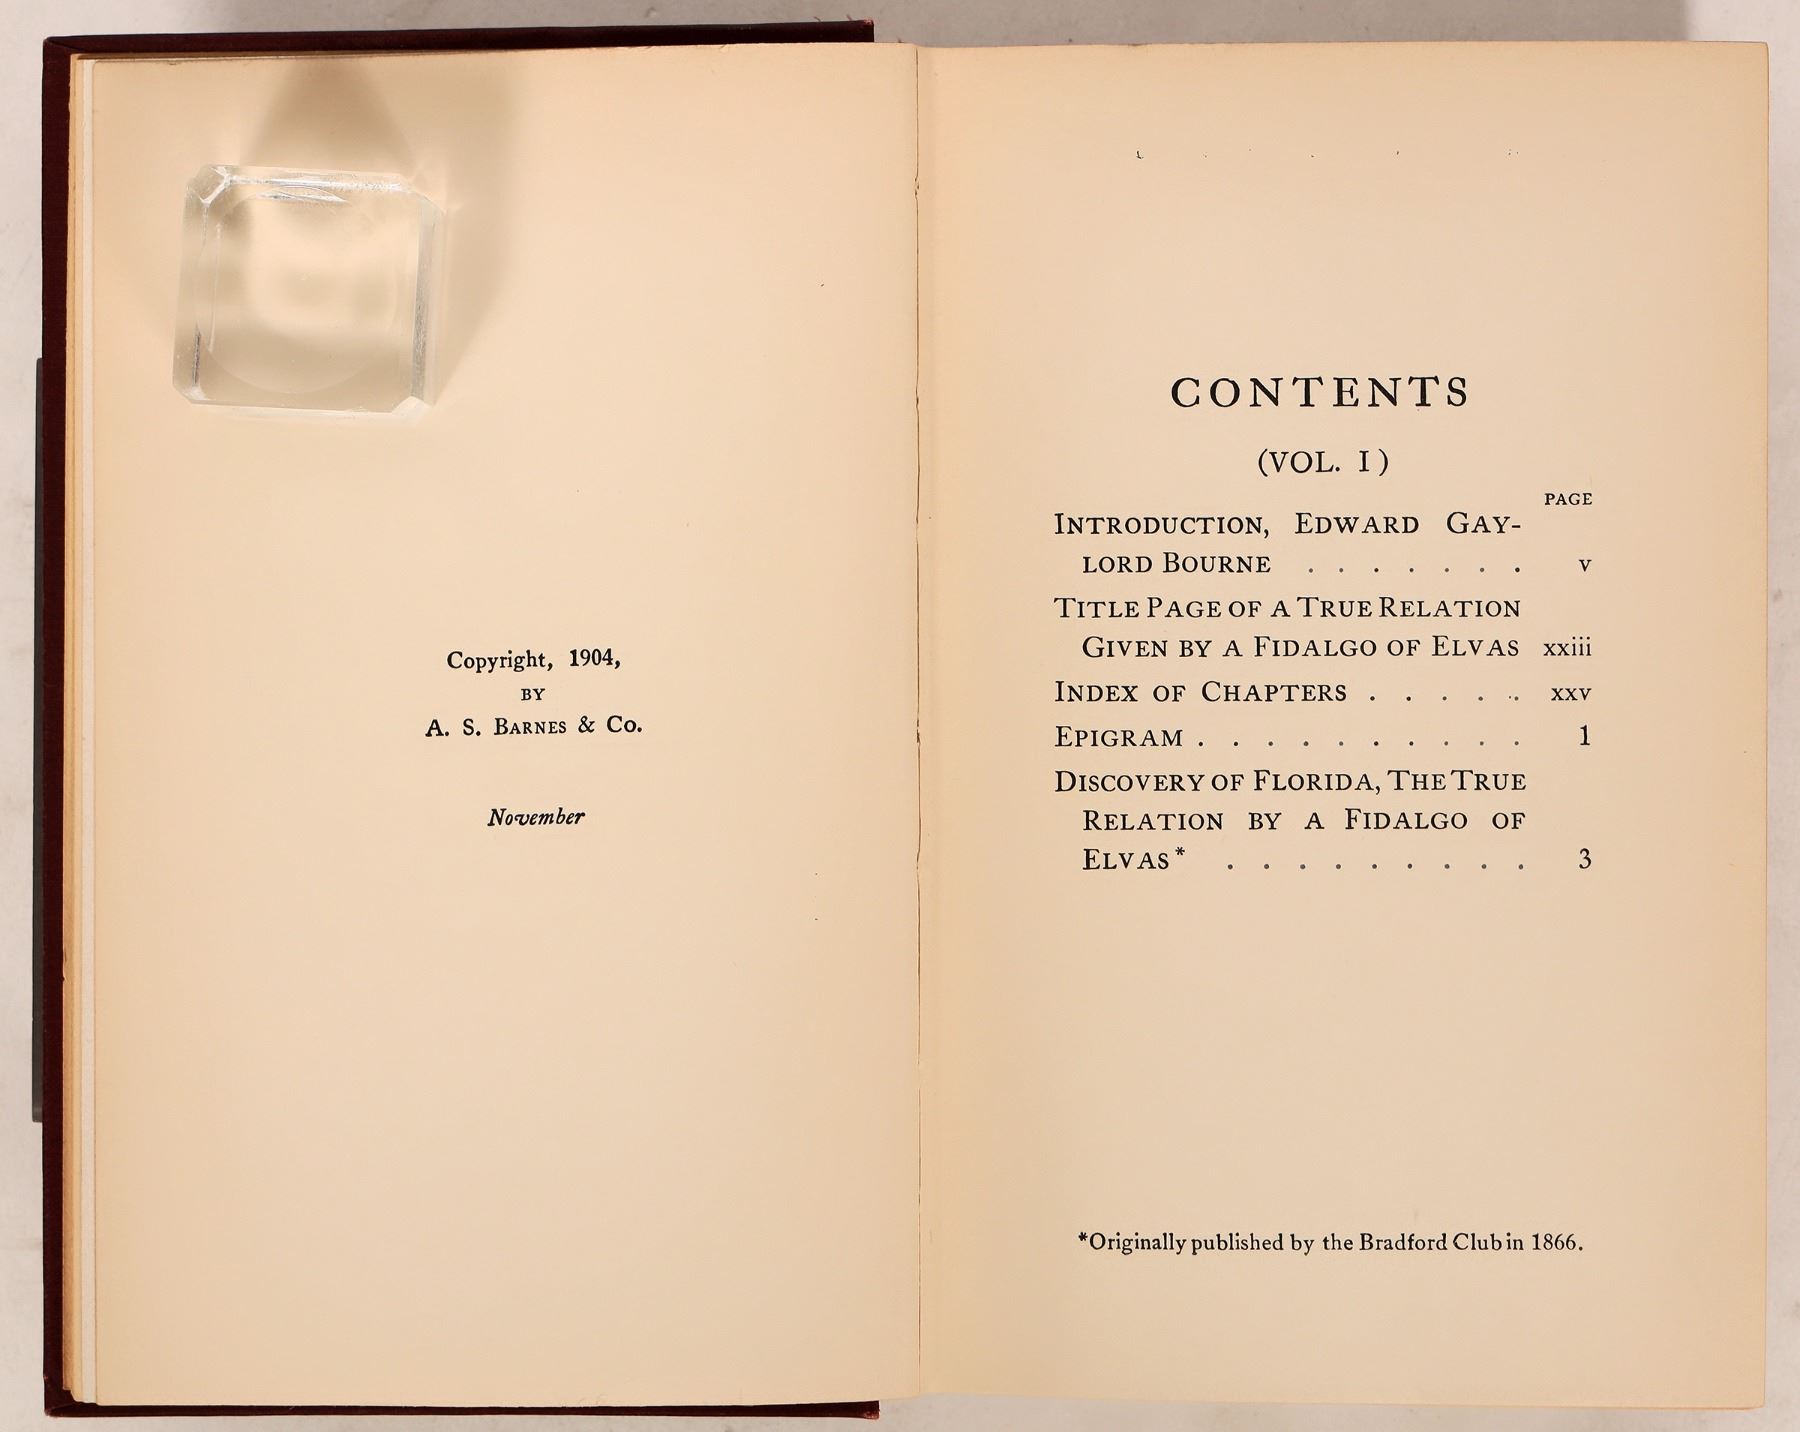 Copyright, 1904,
BY
A. S. BARNES & CO.
November
CONTENTS
(VOL. I)
PAGE
INTRODUCTION, EDWARD GAY-
LORD BOURNE . . . . . . . v
TITLE PAGE OF A TRUE RELATION
GIVEN BY A FIDALGO OF ELVAS xxiii
INDEX OF CHAPTERS . . . . . xxv
EPIGRAM . . . . . . . . . . 1
DISCOVERY OF FLORIDA, THE TRUE
RELATION BY A FIDALGO OF
ELVAS* . . . . . . . . . 3
*Originally published by the Bradford Club in 1866.